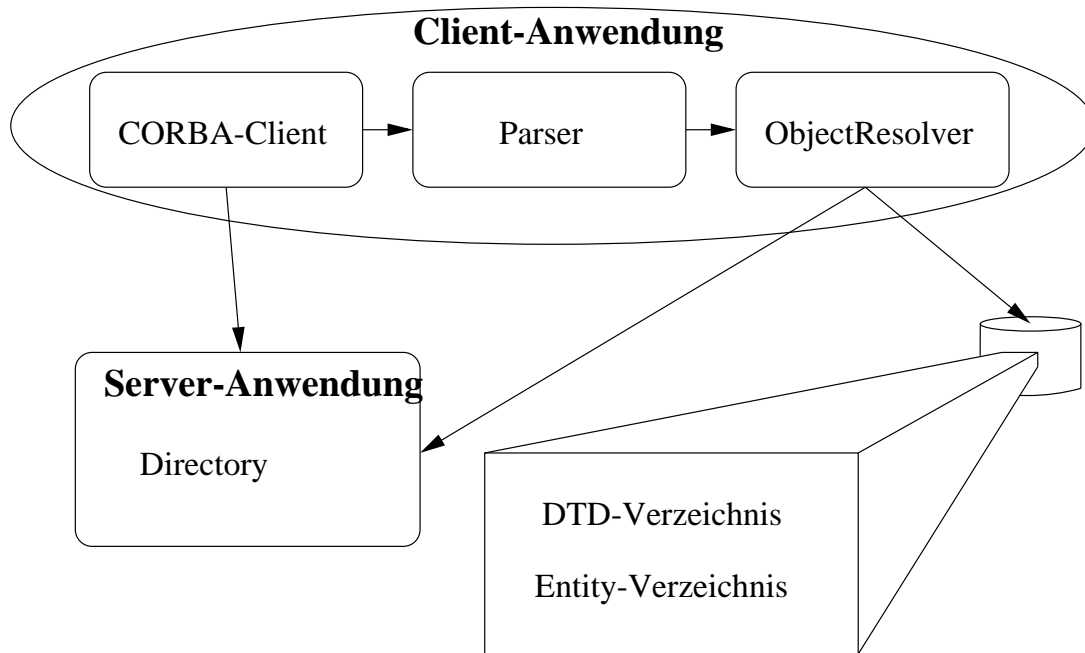 Client-Anwendung
CORBA-Client
Parser
ObjectResolver
Server-Anwendung
Directory
DTD-Verzeichnis
Entity-Verzeichnis